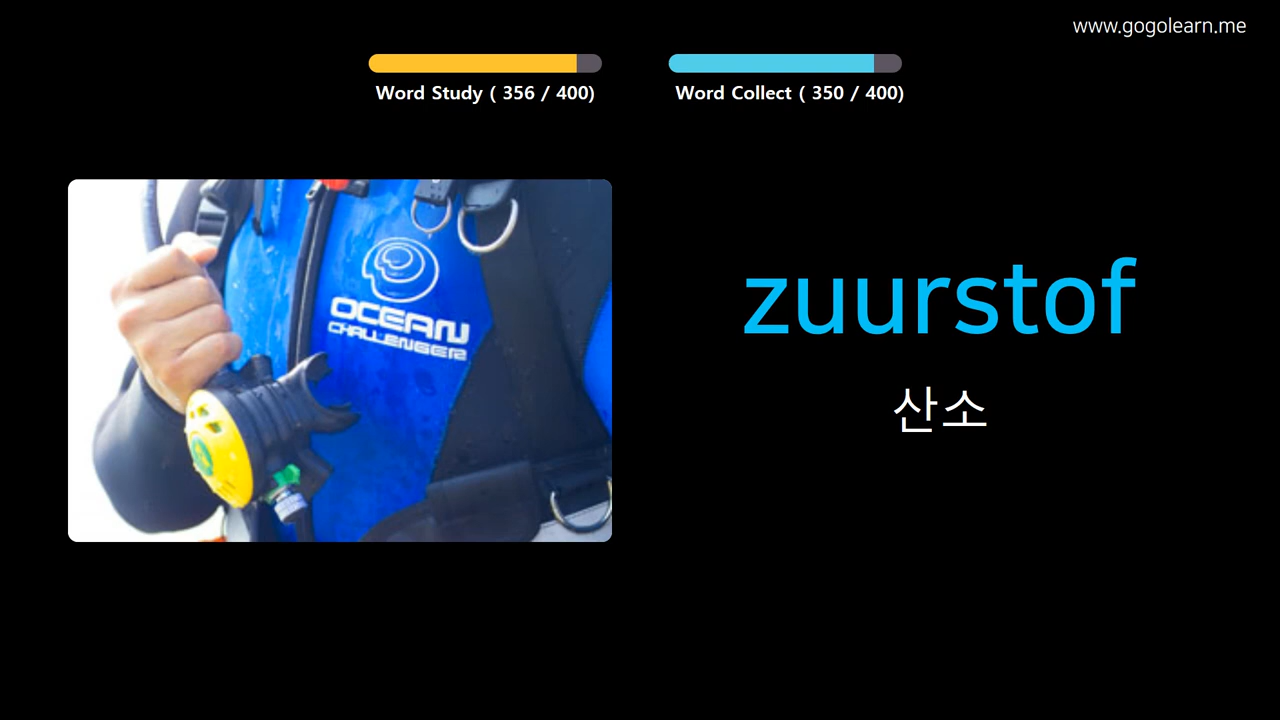 www.gogolearn.me
Word Study ( 356 / 400)
Word Collect ( 350 / 400)
OCEAN
CHALLENGER
zuurstof
산소